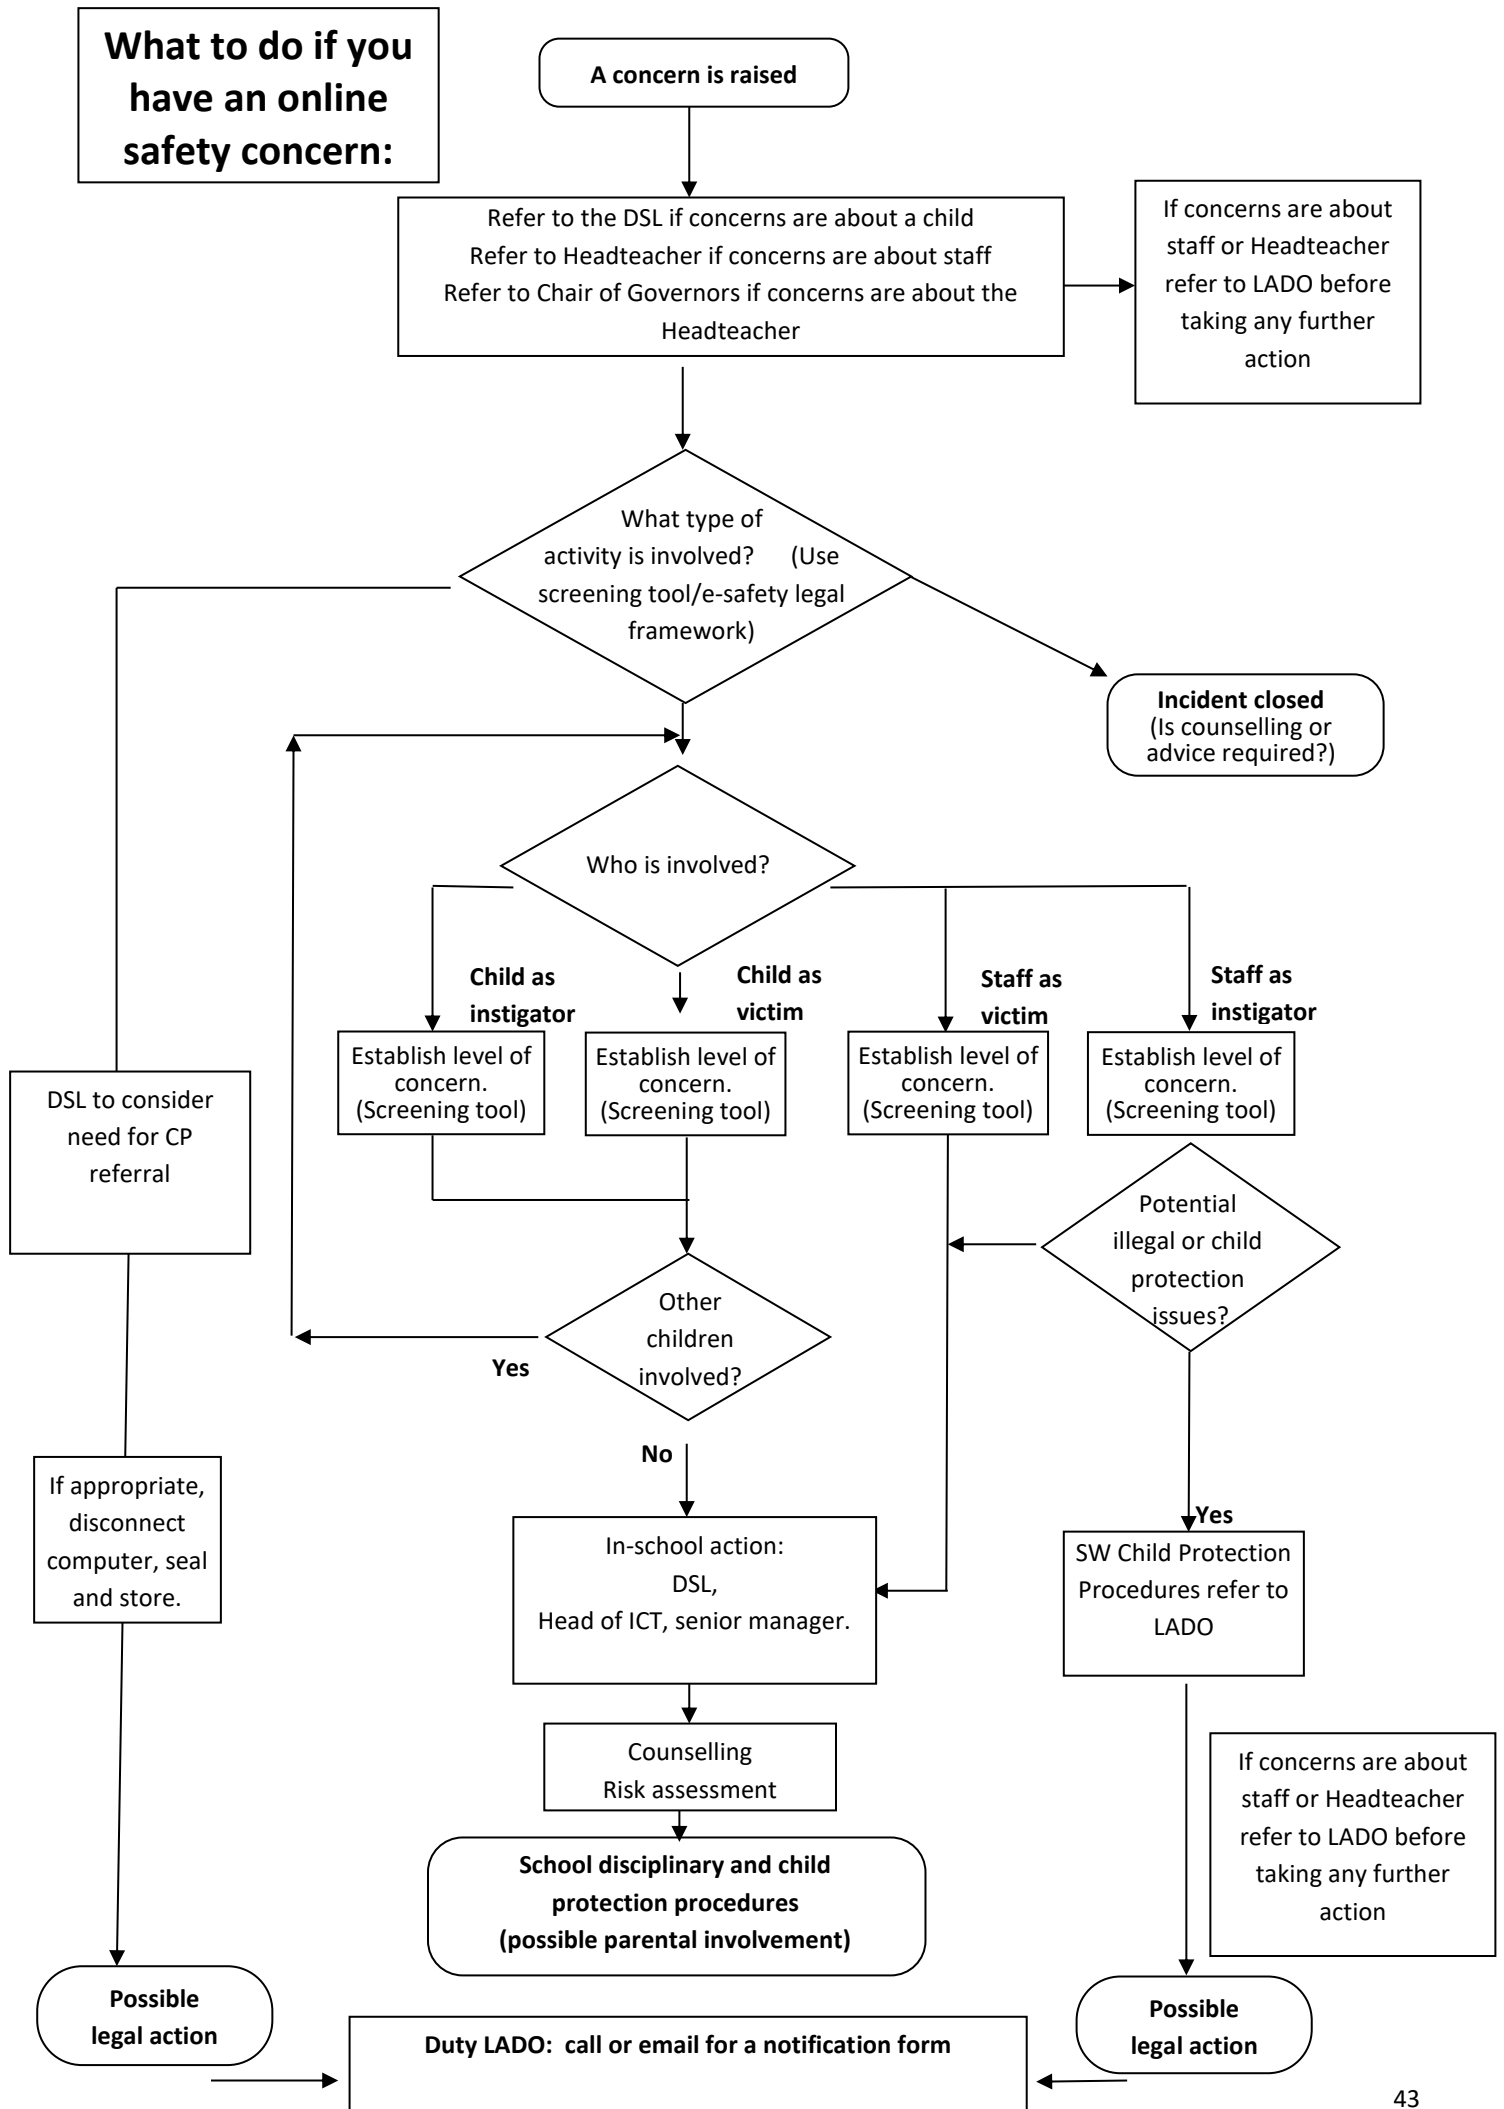 What to do if you
have an online
safety concern:
A concern is raised
Refer to the DSL if concerns are about a child
Refer to Headteacher if concerns are about staff
Refer to Chair of Governors if concerns are about the
Headteacher
If concerns are about
staff or Headteacher
refer to LADO before
taking any further
action
What type of
activity is involved? (Use
screening tool/e-safety legal
framework)
Incident closed
(Is counselling or
advice required?)
Who is involved?
Child as
instigator
Child as
victim
Staff as
victim
Staff as
instigator
Establish level of
concern.
(Screening tool)
Establish level of
concern.
(Screening tool)
Establish level of
concern.
(Screening tool)
Establish level of
concern.
(Screening tool)
DSL to consider
need for CP
referral
Potential
illegal or child
protection
issues?
Other
children
involved?
Yes
No
If appropriate,
disconnect
computer, seal
and store.
In-school action:
DSL,
Head of ICT, senior manager.
Yes
SW Child Protection
Procedures refer to
LADO
Counselling
Risk assessment
If concerns are about
staff or Headteacher
refer to LADO before
taking any further
action
School disciplinary and child
protection procedures
(possible parental involvement)
Possible
legal action
Possible
legal action
Duty LADO: call or email for a notification form
43